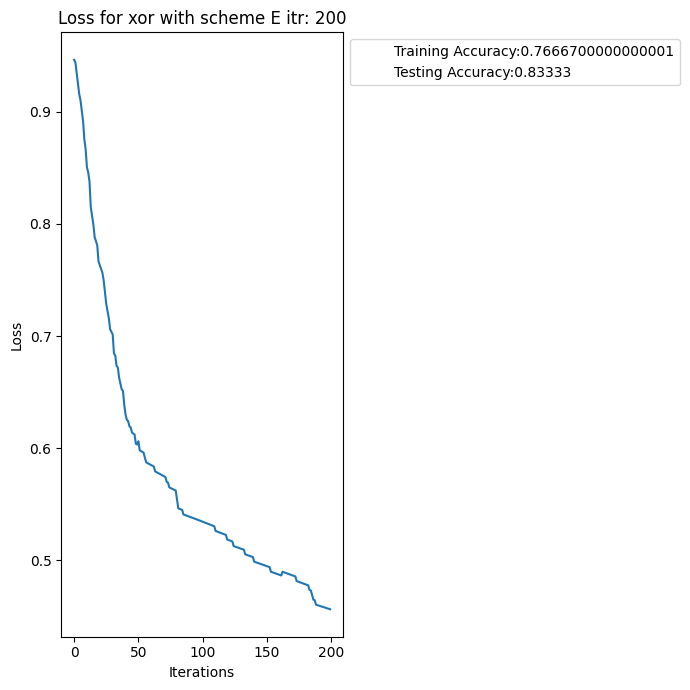 Loss for xor with scheme E itr: 200
Training Accuracy:0.7666700000000001
Testing Accuracy:0.83333
0.9
0.8
0.7
0.6
0.5
Loss
0 50 100 150 200
Iterations